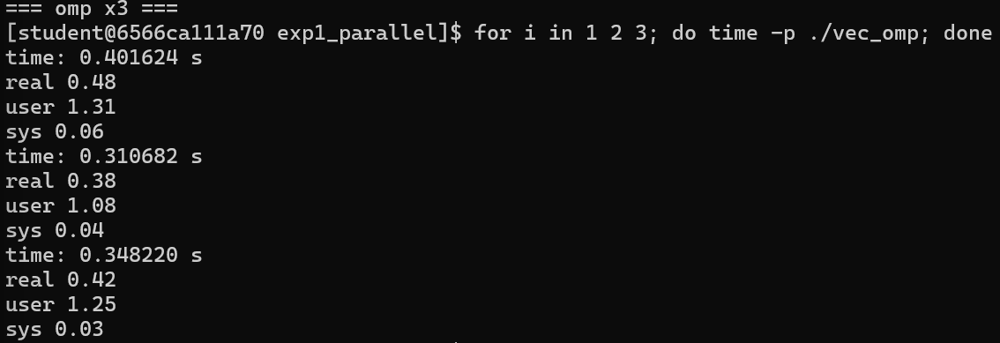 === omp x3 ===
[student@6566ca111a70 exp1_parallel]$ for i in 1 2 3; do time -p ./vec_omp; done
time: 0.401624 s
real 0.48
user 1.31
sys 0.06
time: 0.310682 s
real 0.38
user 1.08
sys 0.04
time: 0.348220 s
real 0.42
user 1.25
sys 0.03